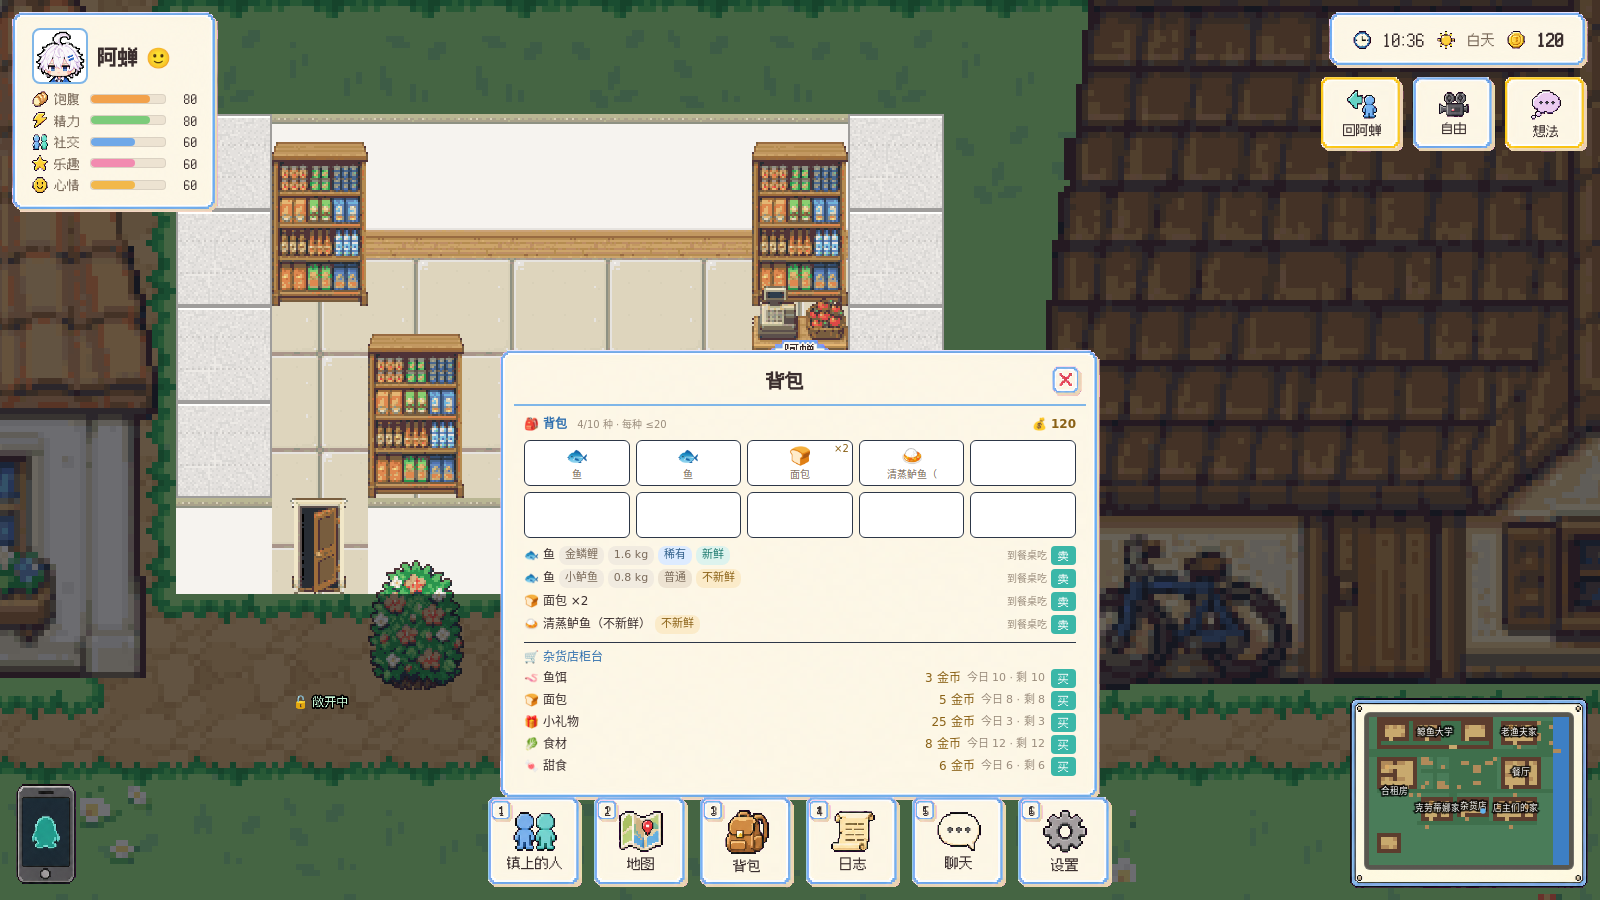 阿蝉
饱腹 80
精力 80
社交 60
乐趣 60
心情 60
10:36 白天 120
回阿蝉
自由
想法
阿蝉
背包
背包 4/10 种 · 每种 ≤20 120
鱼
鱼
×2
面包
清蒸鲈鱼（
鱼 金鳞鲤 1.6 kg 稀有 新鲜 到餐桌吃 卖
鱼 小鲈鱼 0.8 kg 普通 不新鲜 到餐桌吃 卖
面包 ×2 到餐桌吃 卖
清蒸鲈鱼（不新鲜） 不新鲜 到餐桌吃 卖
杂货店柜台
鱼饵 3 金币 今日 10 · 剩 10 买
面包 5 金币 今日 8 · 剩 8 买
小礼物 25 金币 今日 3 · 剩 3 买
食材 8 金币 今日 12 · 剩 12 买
甜食 6 金币 今日 6 · 剩 6 买
敞开中
鲸鱼大学
老渔夫家
餐厅
合租房
克劳蒂娜家
杂货店
店主们的家
1 镇上的人
2 地图
3 背包
4 日志
5 聊天
6 设置